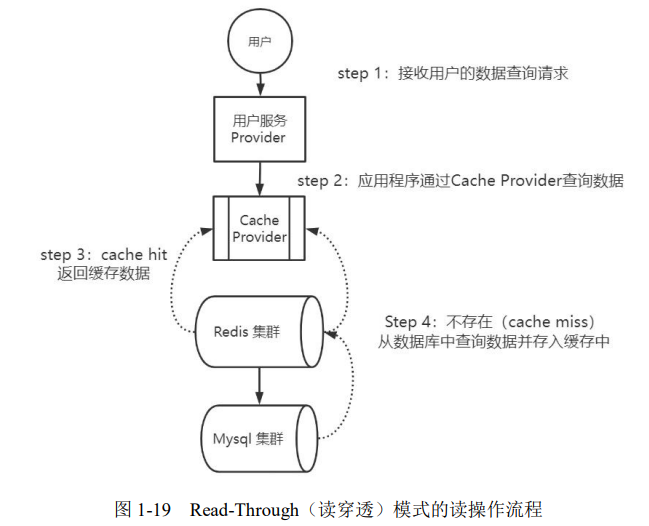 用户
step 1：接收用户的数据查询请求
用户服务
Provider
step 2：应用程序通过Cache Provider查询数据
Cache
Provider
step 3：cache hit
返回缓存数据
Redis 集群
Step 4：不存在（cache miss）
从数据库中查询数据并存入缓存中
Mysql 集群
图 1-19 Read-Through（读穿透）模式的读操作流程